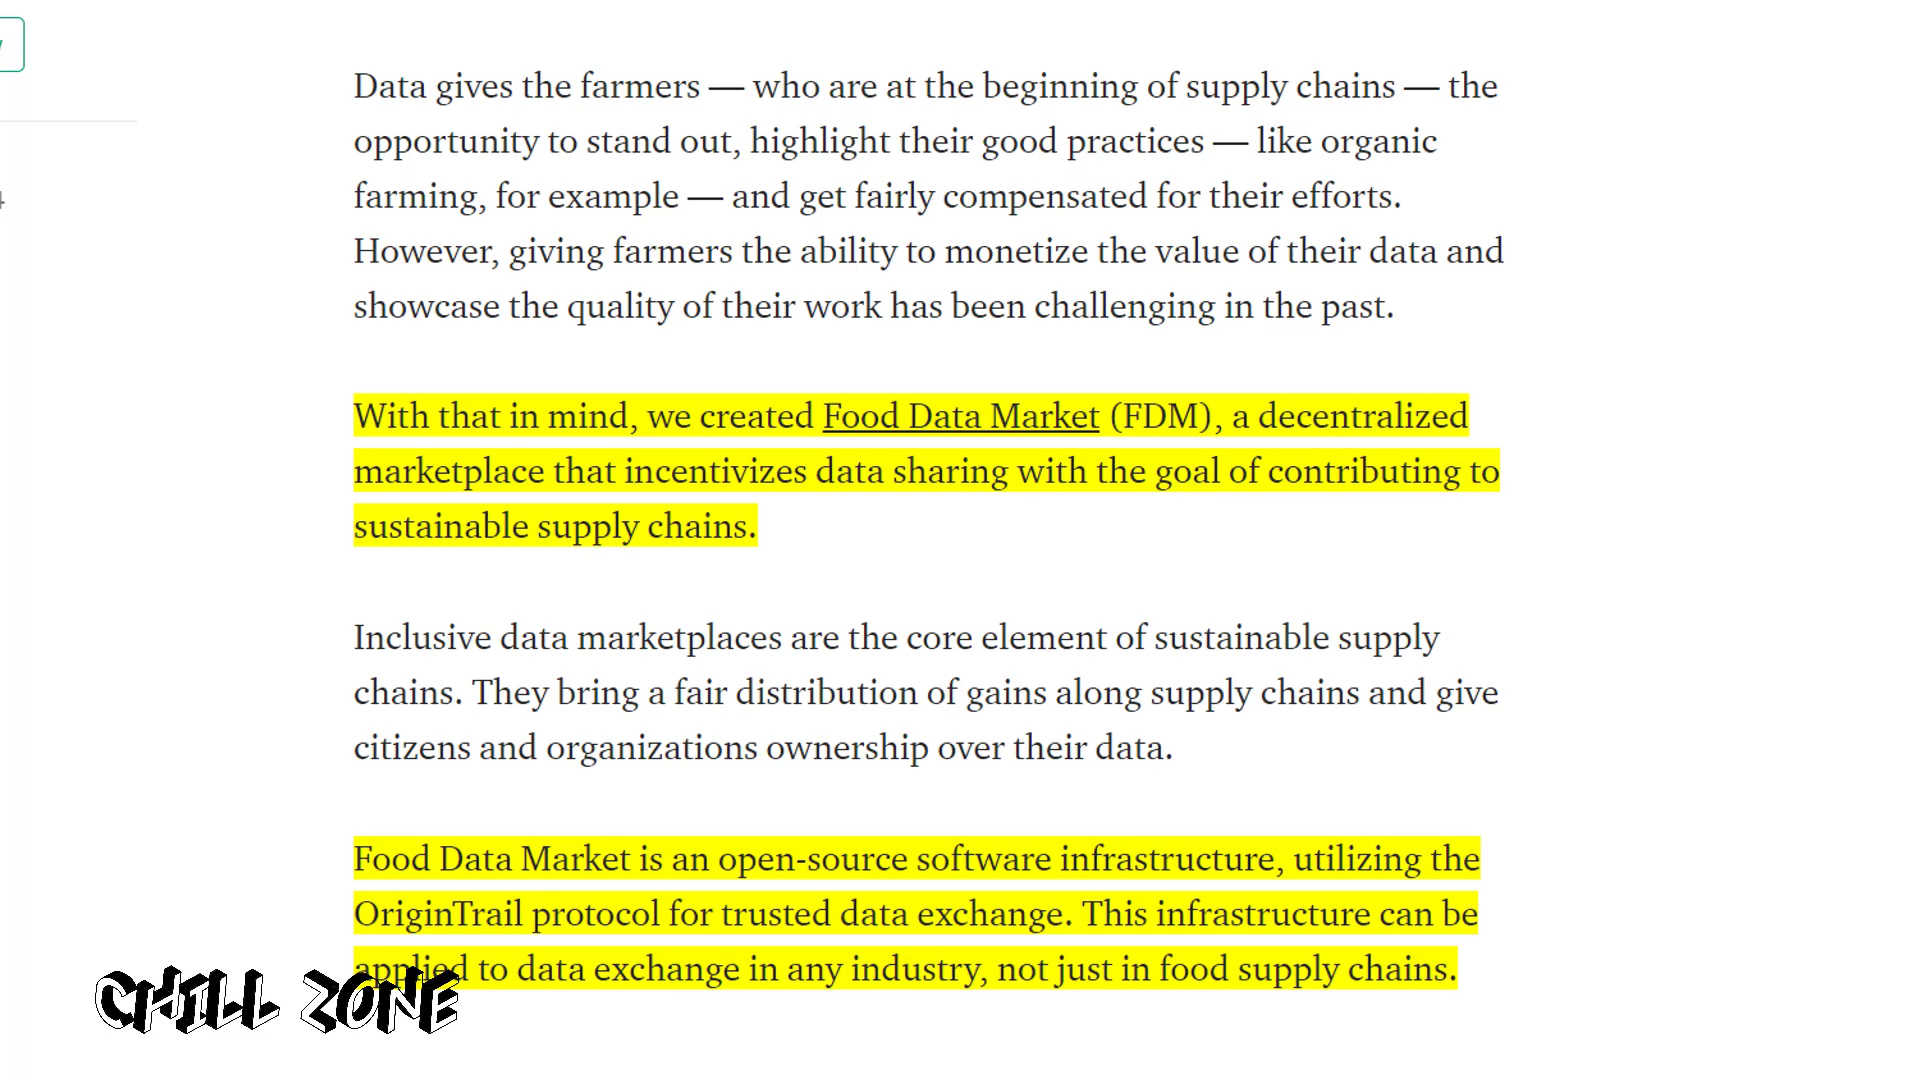 Data gives the farmers — who are at the beginning of supply chains — the
opportunity to stand out, highlight their good practices — like organic
farming, for example — and get fairly compensated for their efforts.
However, giving farmers the ability to monetize the value of their data and
showcase the quality of their work has been challenging in the past.
With that in mind, we created Food Data Market (FDM), a decentralized
marketplace that incentivizes data sharing with the goal of contributing to
sustainable supply chains.
Inclusive data marketplaces are the core element of sustainable supply
chains. They bring a fair distribution of gains along supply chains and give
citizens and organizations ownership over their data.
Food Data Market is an open-source software infrastructure, utilizing the
OriginTrail protocol for trusted data exchange. This infrastructure can be
applied to data exchange in any industry, not just in food supply chains.
CHILL ZONE